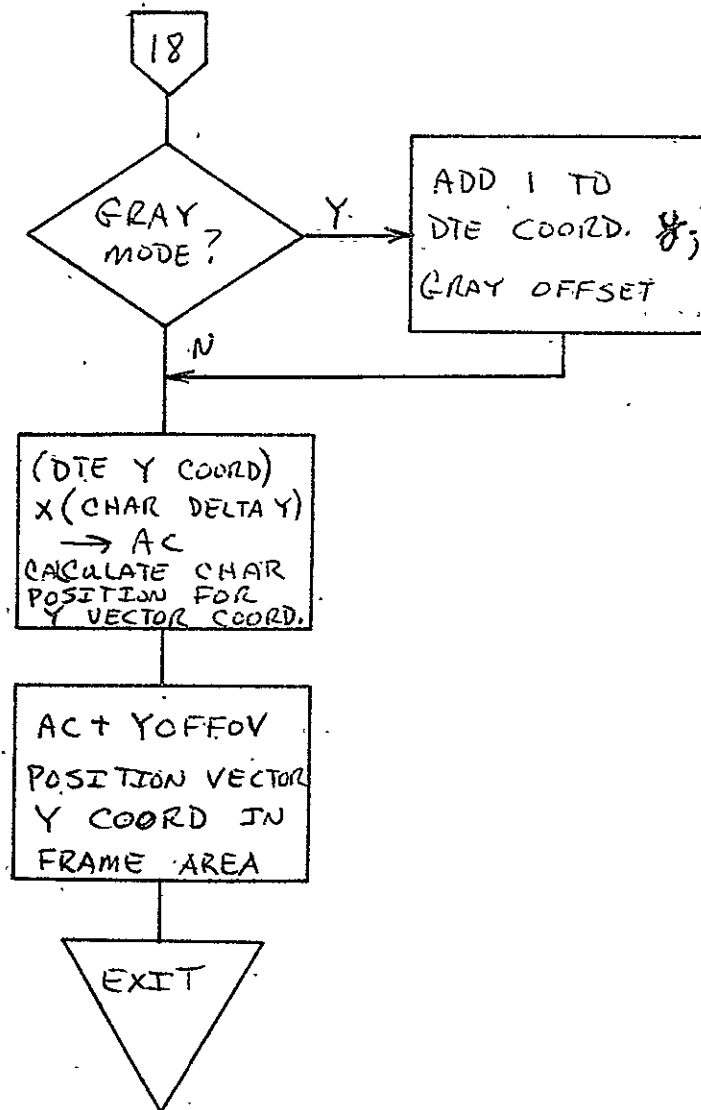 18
GRAY
MODE?
Y
ADD 1 TO
DTE COORD. y;
GRAY OFFSET
N
(DTE Y COORD)
X (CHAR DELTA Y)
→ AC
CALCULATE CHAR
POSITION FOR
Y VECTOR COORD.
AC + YOFFOV
POSITION VECTOR
Y COORD IN
FRAME AREA
EXIT